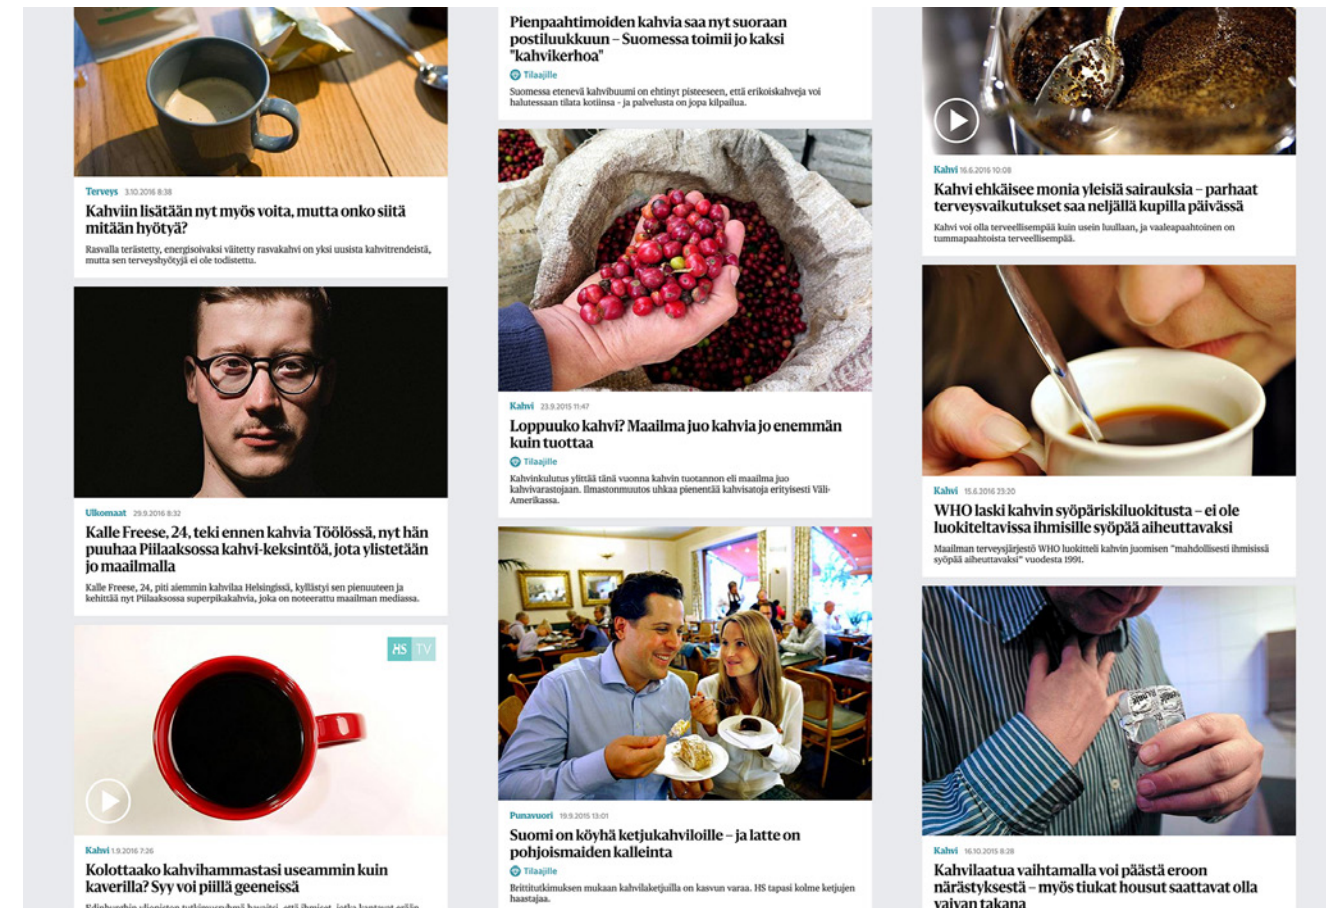 Terveys 3.10.2016 8:38
Kahviin lisätään nyt myös voita, mutta onko siitä
mitään hyötyä?
Rasvalla terästetty, energisoivaksi väitetty rasvakahvi on yksi uusista kahvitrendeistä,
mutta sen terveyshyötyjä ei ole todistettu.
Ulkomaat 29.9.2016 8:32
Kalle Freese, 24, teki ennen kahvia Töölössä, nyt hän
puuhaa Piilaaksossa kahvi-keksintöä, jota ylistetään
jo maailmalla
Kalle Freese, 24, piti aiemmin kahvilaa Helsingissä, kyllästyi sen pienuuteen ja
kehittää nyt Piilaaksossa superpikakahvia, joka on noteerattu maailman mediassa.
HS TV
Kahvi 1.9.2016 7:26
Kolottaako kahvihammastasi useammin kuin
kaverilla? Syy voi piillä geeneissä
Pienpaahtimoiden kahvia saa nyt suoraan
postiluukkuun – Suomessa toimii jo kaksi
"kahvikerhoa"
Tilaajille
Suomessa etenevä kahvibuumi on ehtinyt pisteeseen, että erikoiskahveja voi
halutessaan tilata kotiinsa – ja palvelusta on jopa kilpailua.
Kahvi 23.9.2015 11:47
Loppuuko kahvi? Maailma juo kahvia jo enemmän
kuin tuottaa
Tilaajille
Kahvinkulutus ylittää tänä vuonna kahvin tuotannon eli maailma juo
kahvivarastojaan. Ilmastonmuutos uhkaa pienentää kahvisatoja erityisesti Väli-
Amerikassa.
Punavuori 19.9.2015 13:01
Suomi on köyhä ketjukahviloille – ja latte on
pohjoismaiden kalleinta
Tilaajille
Brittitutkimuksen mukaan kahvilaketjuilla on kasvun varaa. HS tapasi kolme ketjujen
haastajaa.
Kahvi 16.6.2016 10:08
Kahvi ehkäisee monia yleisiä sairauksia – parhaat
terveysvaikutukset saa neljällä kupilla päivässä
Kahvi voi olla terveellisempää kuin usein luullaan, ja vaaleapaahtoinen on
tummapaahtoista terveellisempää.
Kahvi 15.6.2016 23:20
WHO laski kahvin syöpäriskiluokitusta – ei ole
luokiteltavissa ihmisille syöpää aiheuttavaksi
Maailman terveysjärjestö WHO luokitteli kahvin juomisen "mahdollisesti ihmisissä
syöpää aiheuttavaksi" vuodesta 1991.
Kahvi 16.10.2015 8:28
Kahvilaatua vaihtamalla voi päästä eroon
närästyksestä – myös tiukat housut saattavat olla
vaivan takana